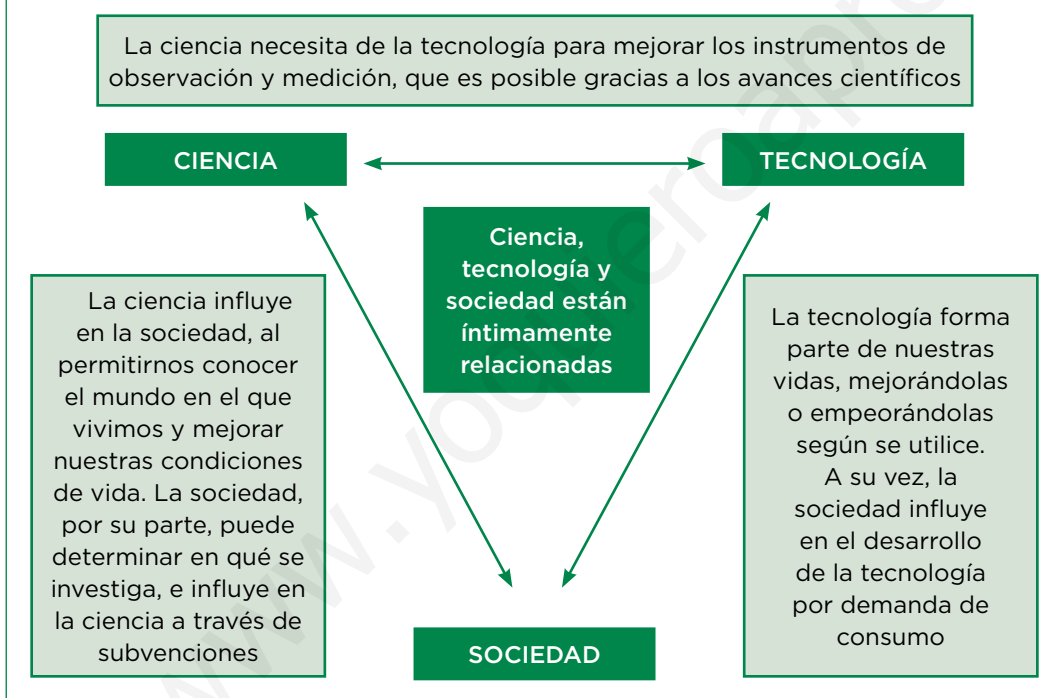 La ciencia necesita de la tecnología para mejorar los instrumentos de
observación y medición, que es posible gracias a los avances científicos
CIENCIA
TECNOLOGÍA
Ciencia,
tecnología y
sociedad están
íntimamente
relacionadas
La ciencia influye
en la sociedad, al
permitirnos conocer
el mundo en el que
vivimos y mejorar
nuestras condiciones
de vida. La sociedad,
por su parte, puede
determinar en qué se
investiga, e influye en
la ciencia a través de
subvenciones
La tecnología forma
parte de nuestras
vidas, mejorándolas
o empeorándolas
según se utilice.
A su vez, la
sociedad influye
en el desarrollo
de la tecnología
por demanda de
consumo
SOCIEDAD